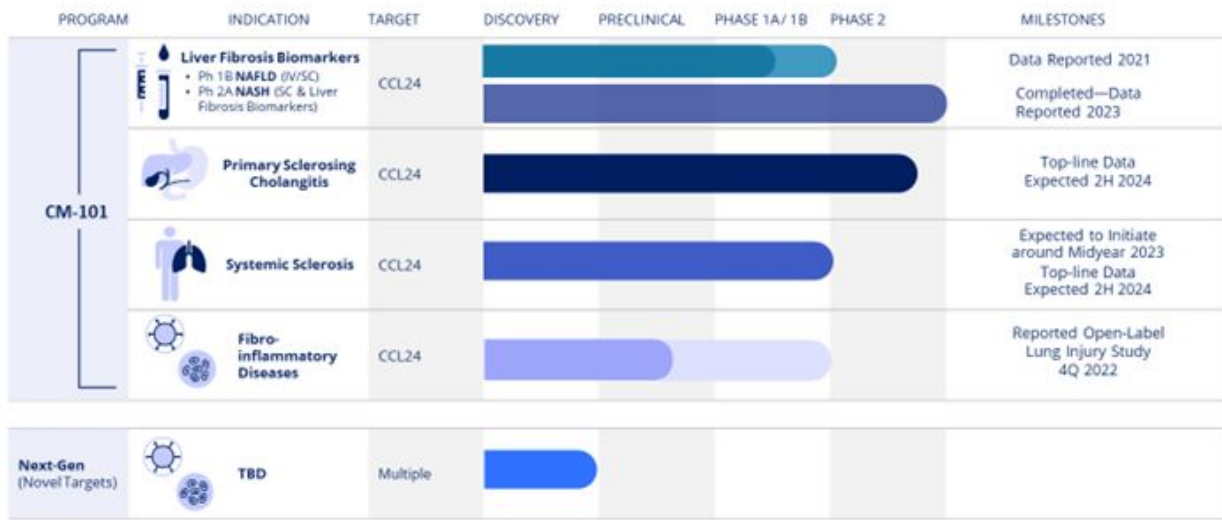 PROGRAM INDICATION TARGET DISCOVERY PRECLINICAL PHASE 1A/ 1B PHASE 2 MILESTONES
CM-101
Liver Fibrosis Biomarkers
• Ph 1B NAFLD (IV/SC)
• Ph 2A NASH (SC & Liver
Fibrosis Biomarkers)
CCL24
Data Reported 2021
Completed—Data
Reported 2023
Primary Sclerosing
Cholangitis
CCL24
Top-line Data
Expected 2H 2024
Systemic Sclerosis
CCL24
Expected to Initiate
around Midyear 2023
Top-line Data
Expected 2H 2024
Fibro-
inflammatory
Diseases
CCL24
Reported Open-Label
Lung Injury Study
4Q 2022
Next-Gen
(Novel Targets)
TBD
Multiple